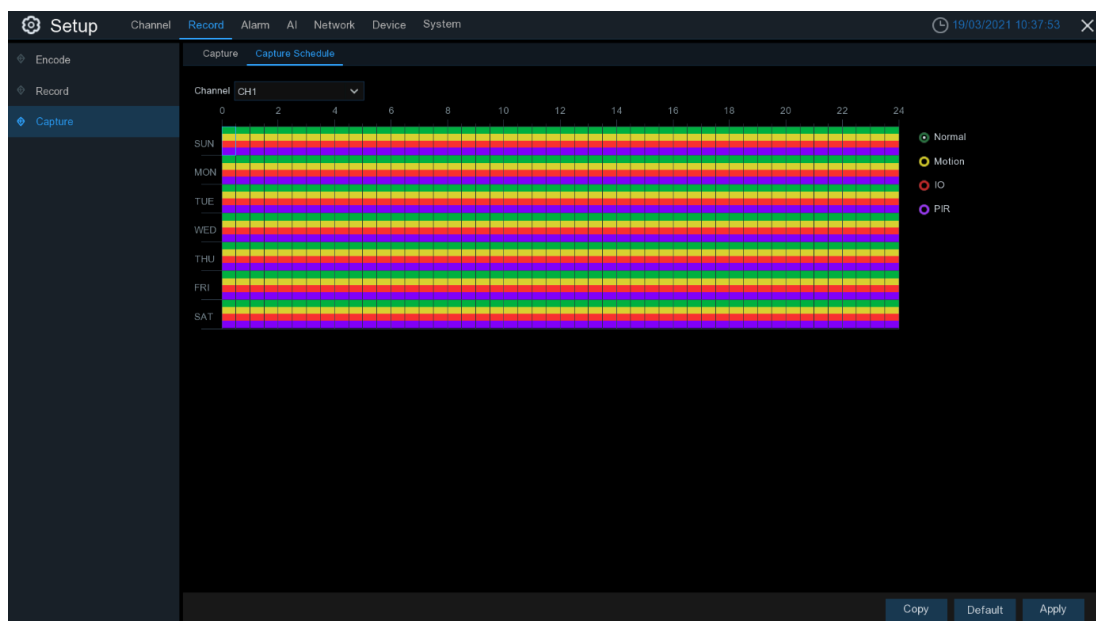 Setup Channel Record Alarm AI Network Device System 19/03/2021 10:37:53
Encode
Record
Capture
Capture Capture Schedule
Channel CH1
0 2 4 6 8 10 12 14 16 18 20 22 24
SUN
MON
TUE
WED
THU
FRI
SAT
Normal
Motion
IO
PIR
Copy Default Apply